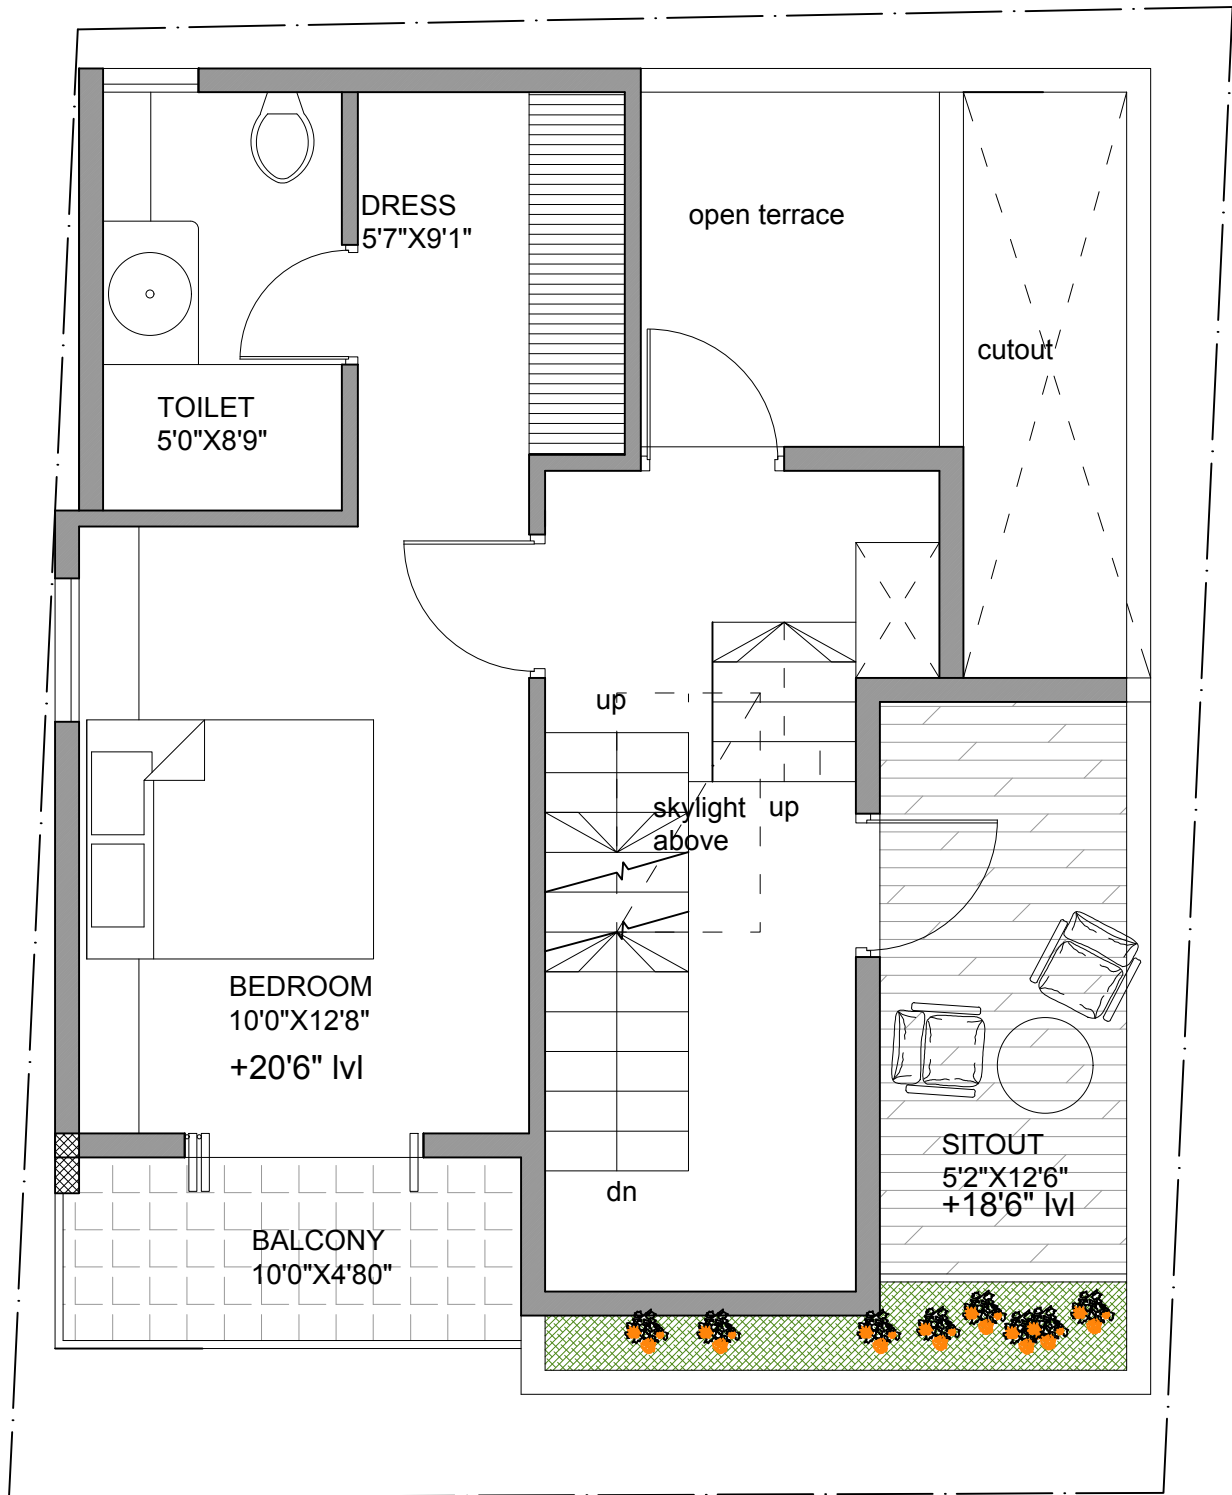 DRESS
5'7"X9'1"
open terrace
cutout
TOILET
5'0"X8'9"
up
skylight
above
up
BEDROOM
10'0"X12'8"
+20'6" lvl
SITOUT
5'2"X12'6"
+18'6" lvl
dn
BALCONY
10'0"X4'80"